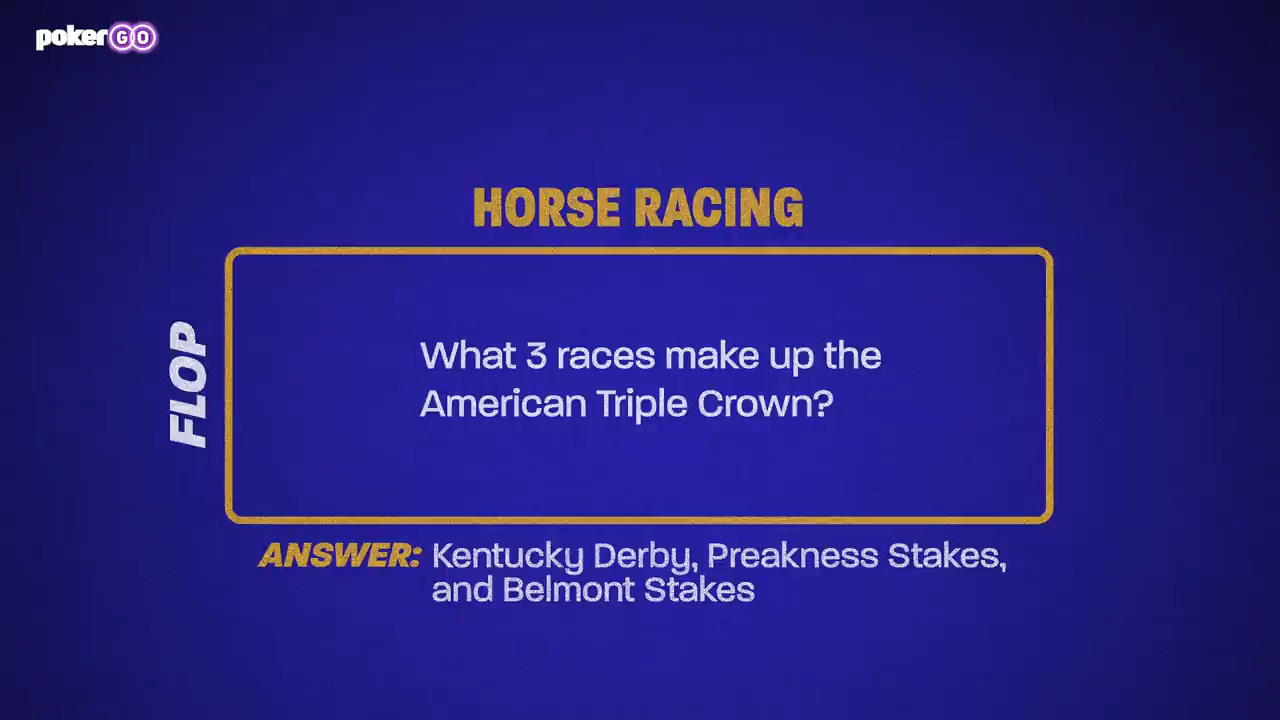 pokerGO
HORSE RACING
FLOP
What 3 races make up the
American Triple Crown?
ANSWER: Kentucky Derby, Preakness Stakes,
and Belmont Stakes